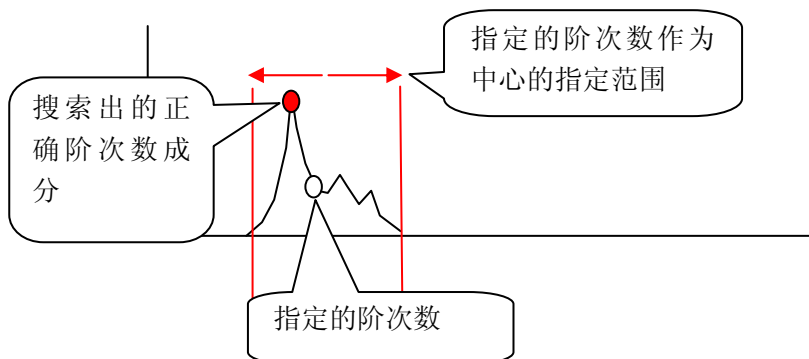 指定的阶次数作为
中心的指定范围
搜索出的正
确阶次数成
分
指定的阶次数